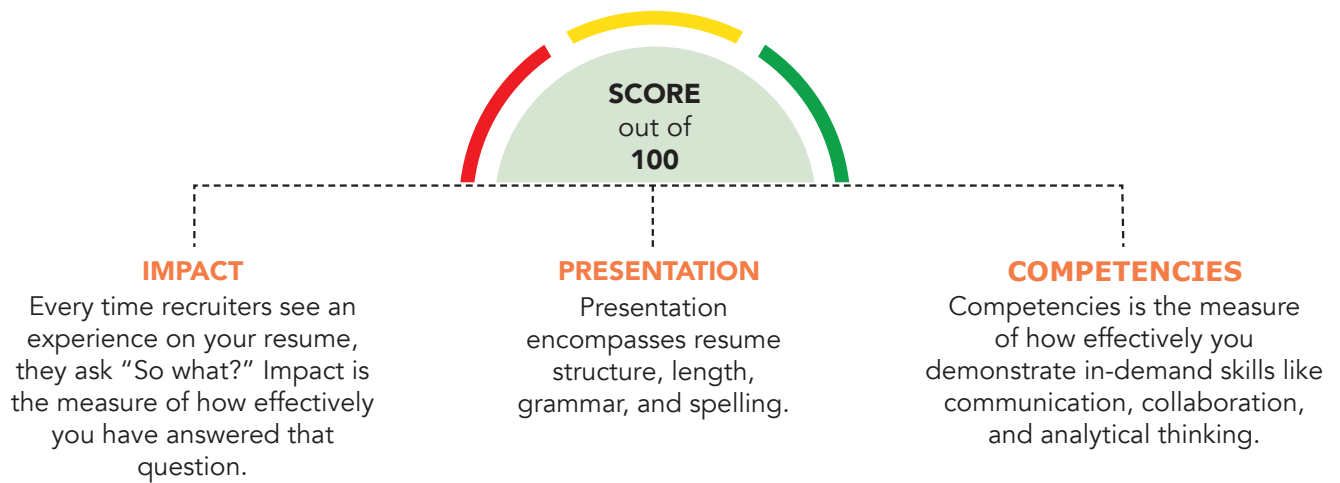 SCORE
out of
100
IMPACT
Every time recruiters see an
experience on your resume,
they ask “So what?” Impact is
the measure of how effectively
you have answered that
question.
PRESENTATION
Presentation
encompasses resume
structure, length,
grammar, and spelling.
COMPETENCIES
Competencies is the measure
of how effectively you
demonstrate in-demand skills like
communication, collaboration,
and analytical thinking.